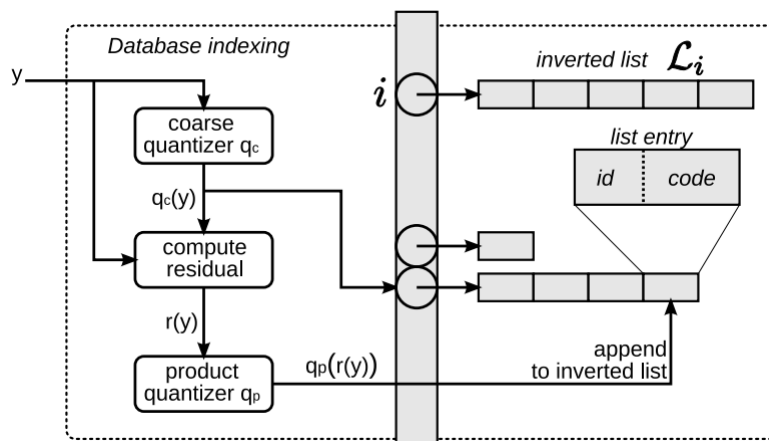 Database indexing
y
coarse
quantizer qc
qc(y)
compute
residual
r(y)
product
quantizer qp
qp(r(y))
i
inverted list ℒi
list entry
id code
append
to inverted list